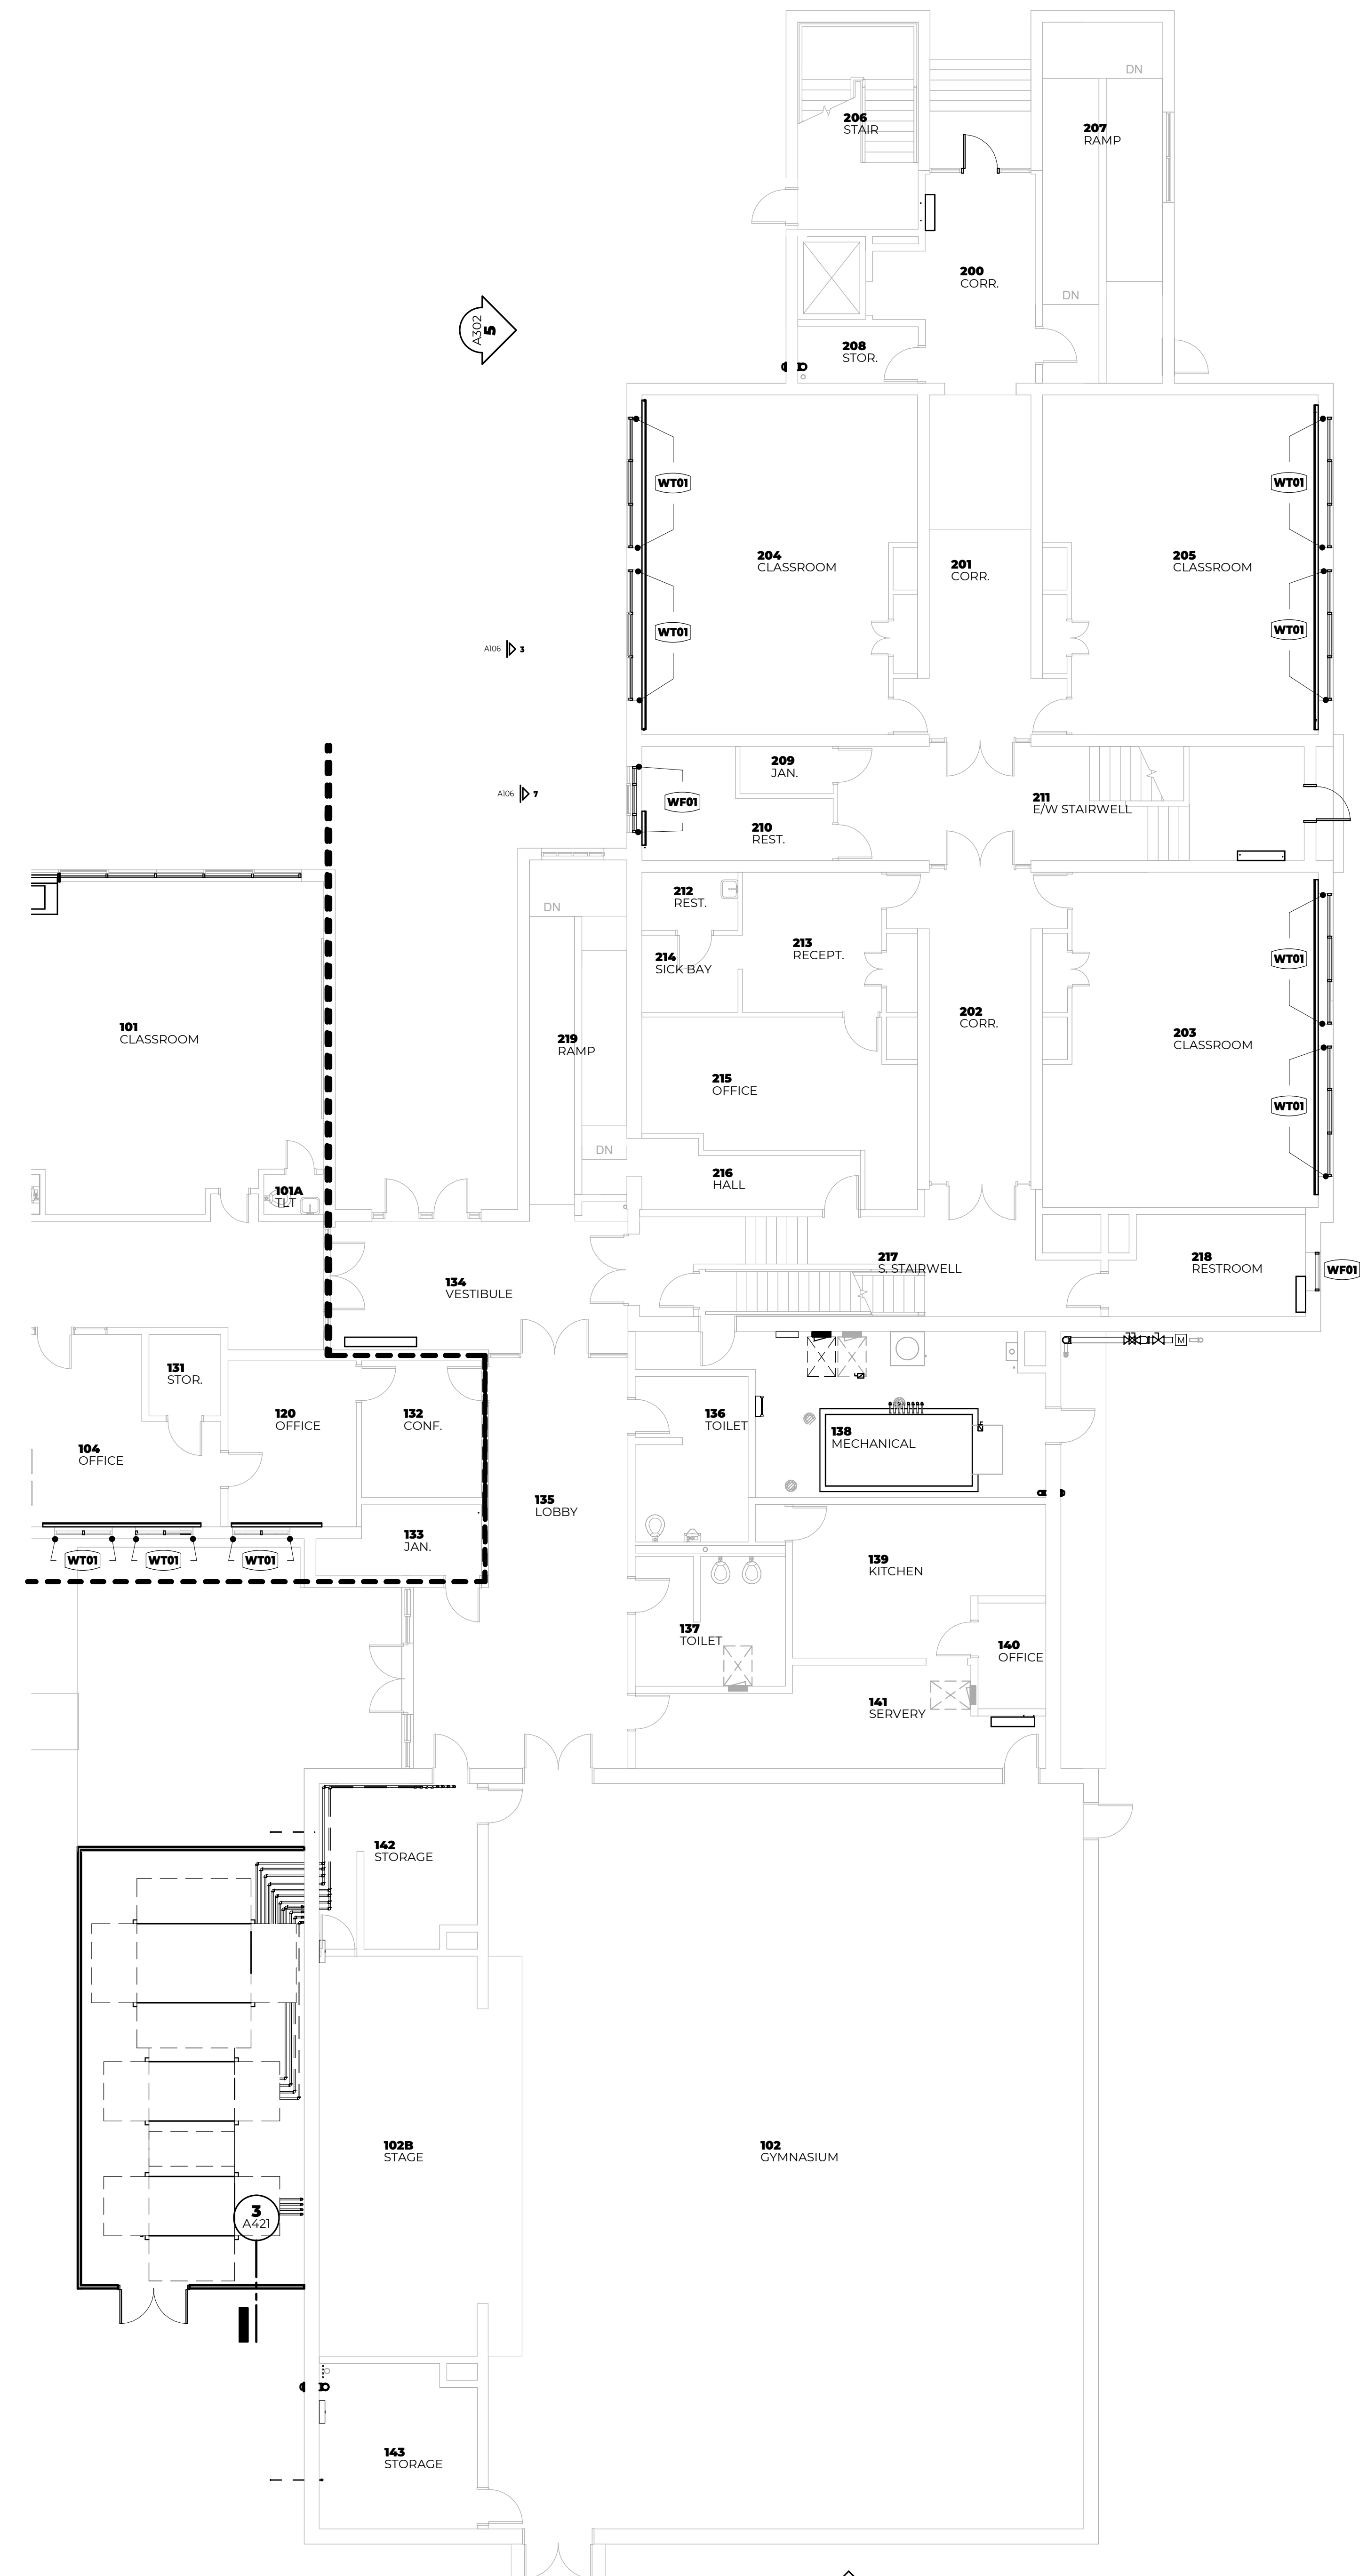 DN
206
STAIR
207
RAMP
200
CORR.
DN
A302
5
208
STOR.
WT01
WT01
204
CLASSROOM
205
CLASSROOM
201
CORR.
WT01
WT01
A106
3
209
JAN.
A106
7
WF01
211
E/W STAIRWELL
210
REST.
212
REST.
DN
213
RECEPT.
214
SICK BAY
WT01
202
CORR.
101
CLASSROOM
203
CLASSROOM
219
RAMP
215
OFFICE
WT01
DN
216
HALL
101A
TLT
217
S. STAIRWELL
218
RESTROOM
WF01
134
VESTIBULE
M
131
STOR.
120
OFFICE
132
CONF.
136
TOILET
138
MECHANICAL
104
OFFICE
135
LOBBY
133
JAN.
WT01
WT01
WT01
139
KITCHEN
137
TOILET
140
OFFICE
141
SERVERY
142
STORAGE
102B
STAGE
102
GYMNASIUM
3
A421
143
STORAGE